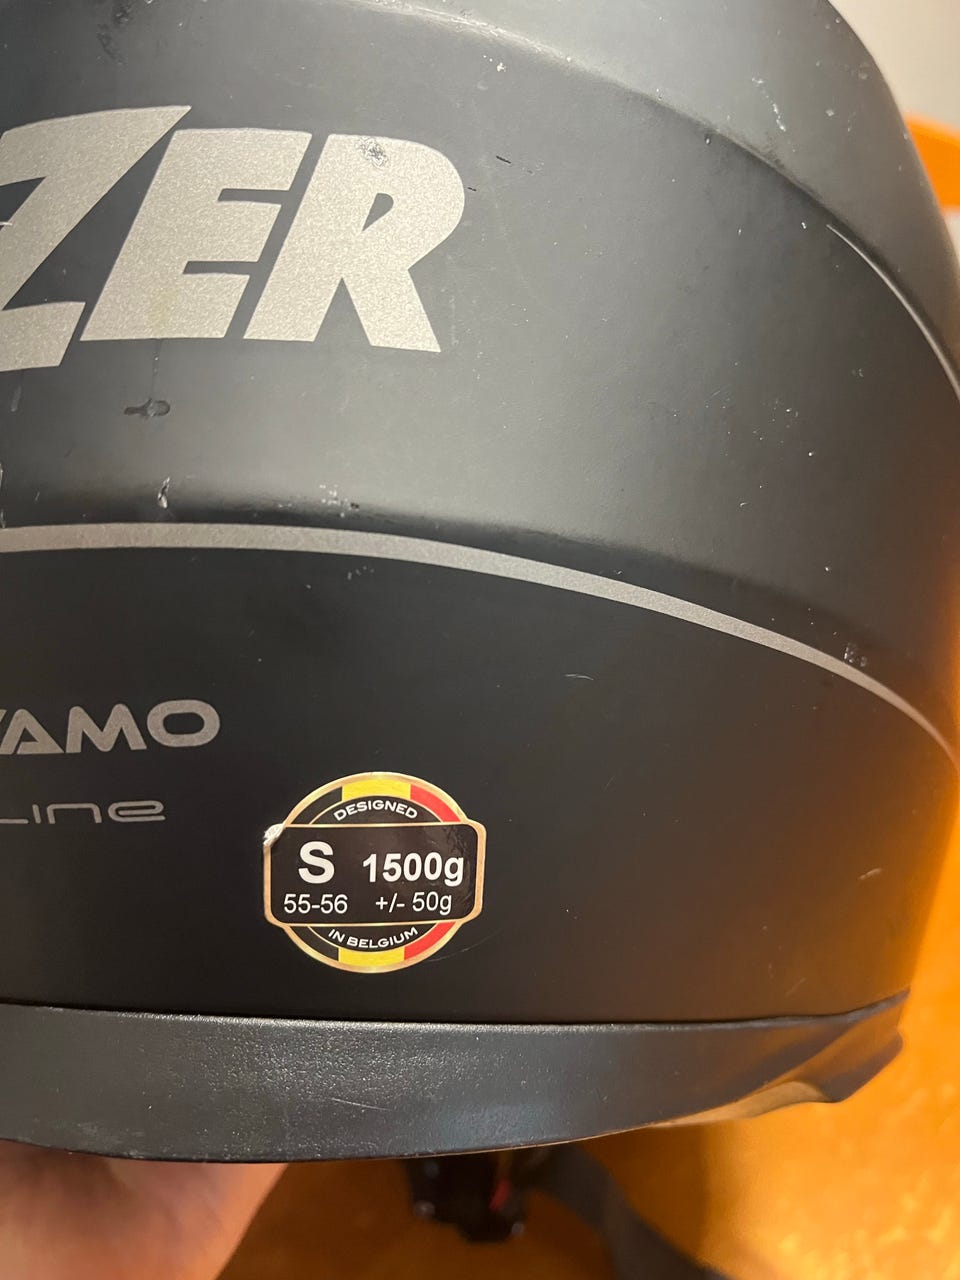 ZER
AMO
Line
DESIGNED
S 1500g
55-56 +/- 50g
IN BELGIUM